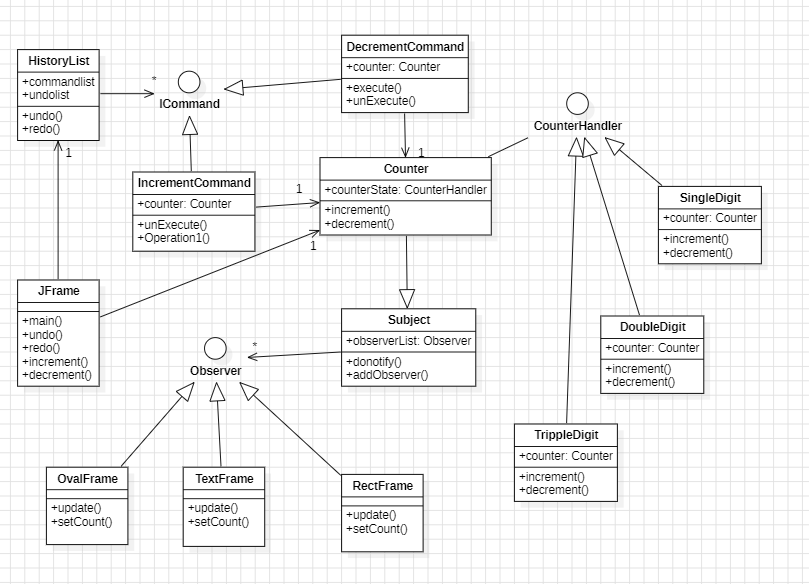 HistoryList
+commandlist
+undolist
+undo()
+redo()
*
ICommand
DecrementCommand
+counter: Counter
+execute()
+unExecute()
CounterHandler
1
1
IncrementCommand
+counter: Counter
+unExecute()
+Operation1()
1
Counter
+counterState: CounterHandler
+increment()
+decrement()
1
SingleDigit
+counter: Counter
+increment()
+decrement()
JFrame
+main()
+undo()
+redo()
+increment()
+decrement()
*
Observer
Subject
+observerList: Observer
+donotify()
+addObserver()
DoubleDigit
+counter: Counter
+increment()
+decrement()
TrippleDigit
+counter: Counter
+increment()
+decrement()
OvalFrame
+update()
+setCount()
TextFrame
+update()
+setCount()
RectFrame
+update()
+setCount()